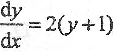 dy/dx = 2(y+1)